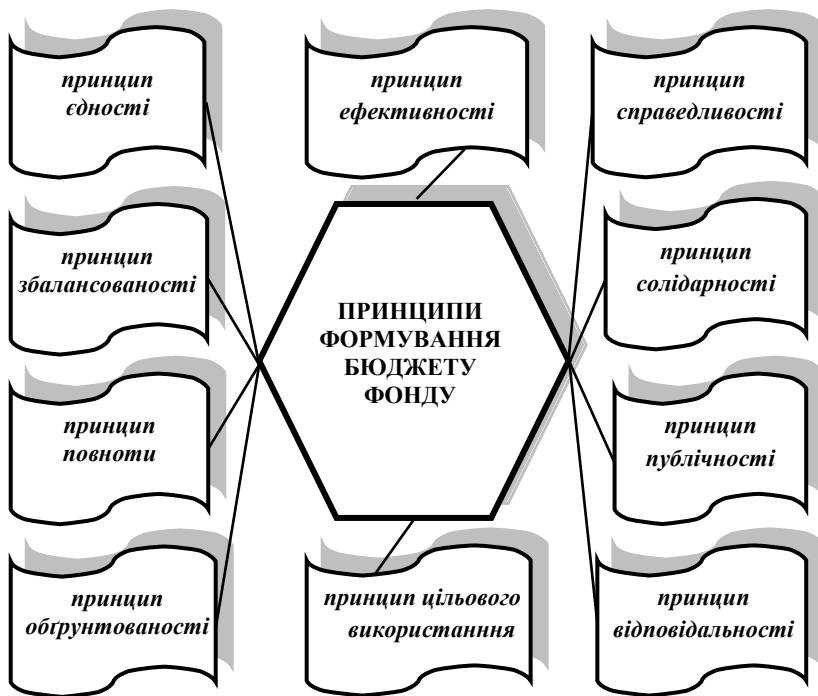 принцип
єдності
принцип
ефективності
принцип
справедливості
принцип
збалансованості
принцип
солідарності
ПРИНЦИПИ
ФОРМУВАННЯ
БЮДЖЕТУ
ФОНДУ
принцип
повноти
принцип
публічності
принцип
обґрунтованості
принцип цільового
використанння
принцип
відповідальності